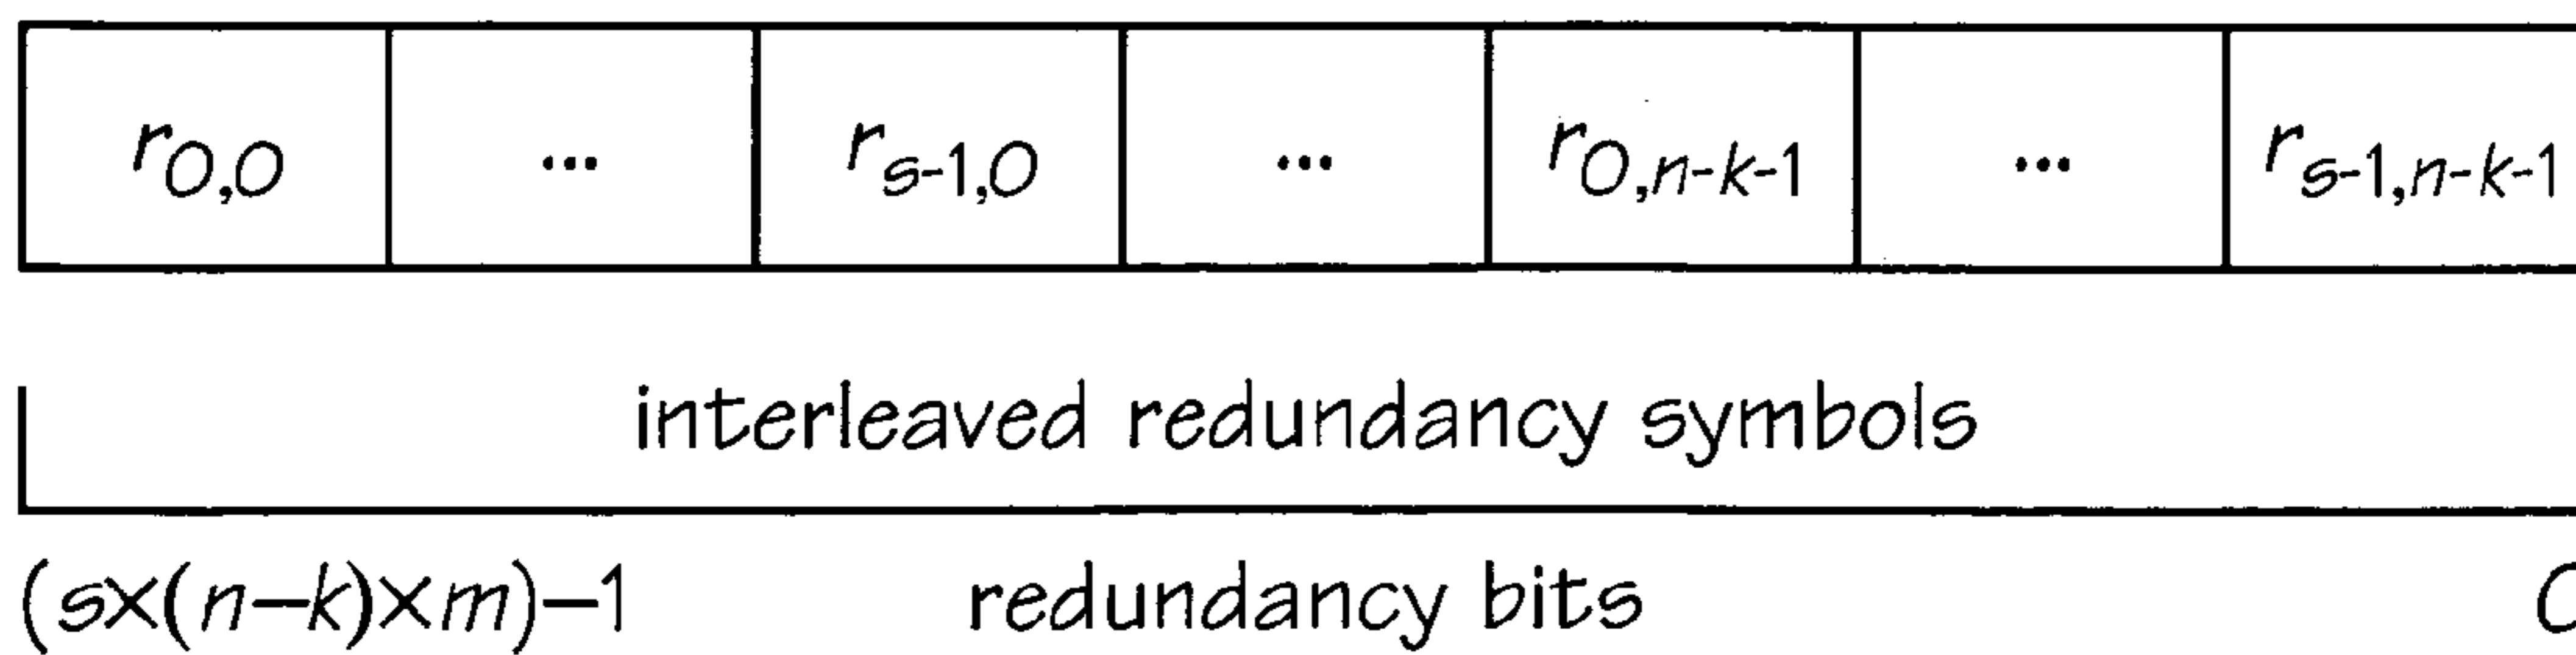 r0,0 ... rs-1,0 ... r0,n-k-1 ... rs-1,n-k-1
interleaved redundancy symbols
(s×(n–k)×m)–1 redundancy bits